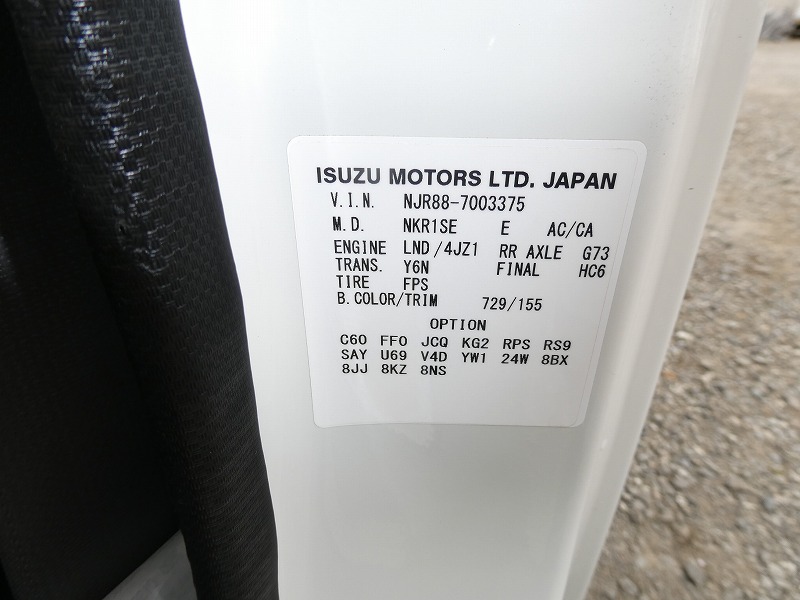 ISUZU MOTORS LTD. JAPAN
V.I.N. NJR88-7003375
M.D. NKR1SE E AC/CA
ENGINE LND/4JZ1 RR AXLE G73
TRANS. Y6N FINAL HC6
TIRE FPS
B.COLOR/TRIM 729/155
OPTION
C60 FF0 JCQ KG2 RPS RS9
SAY U69 V4D YW1 24W 8BX
8JJ 8KZ 8NS